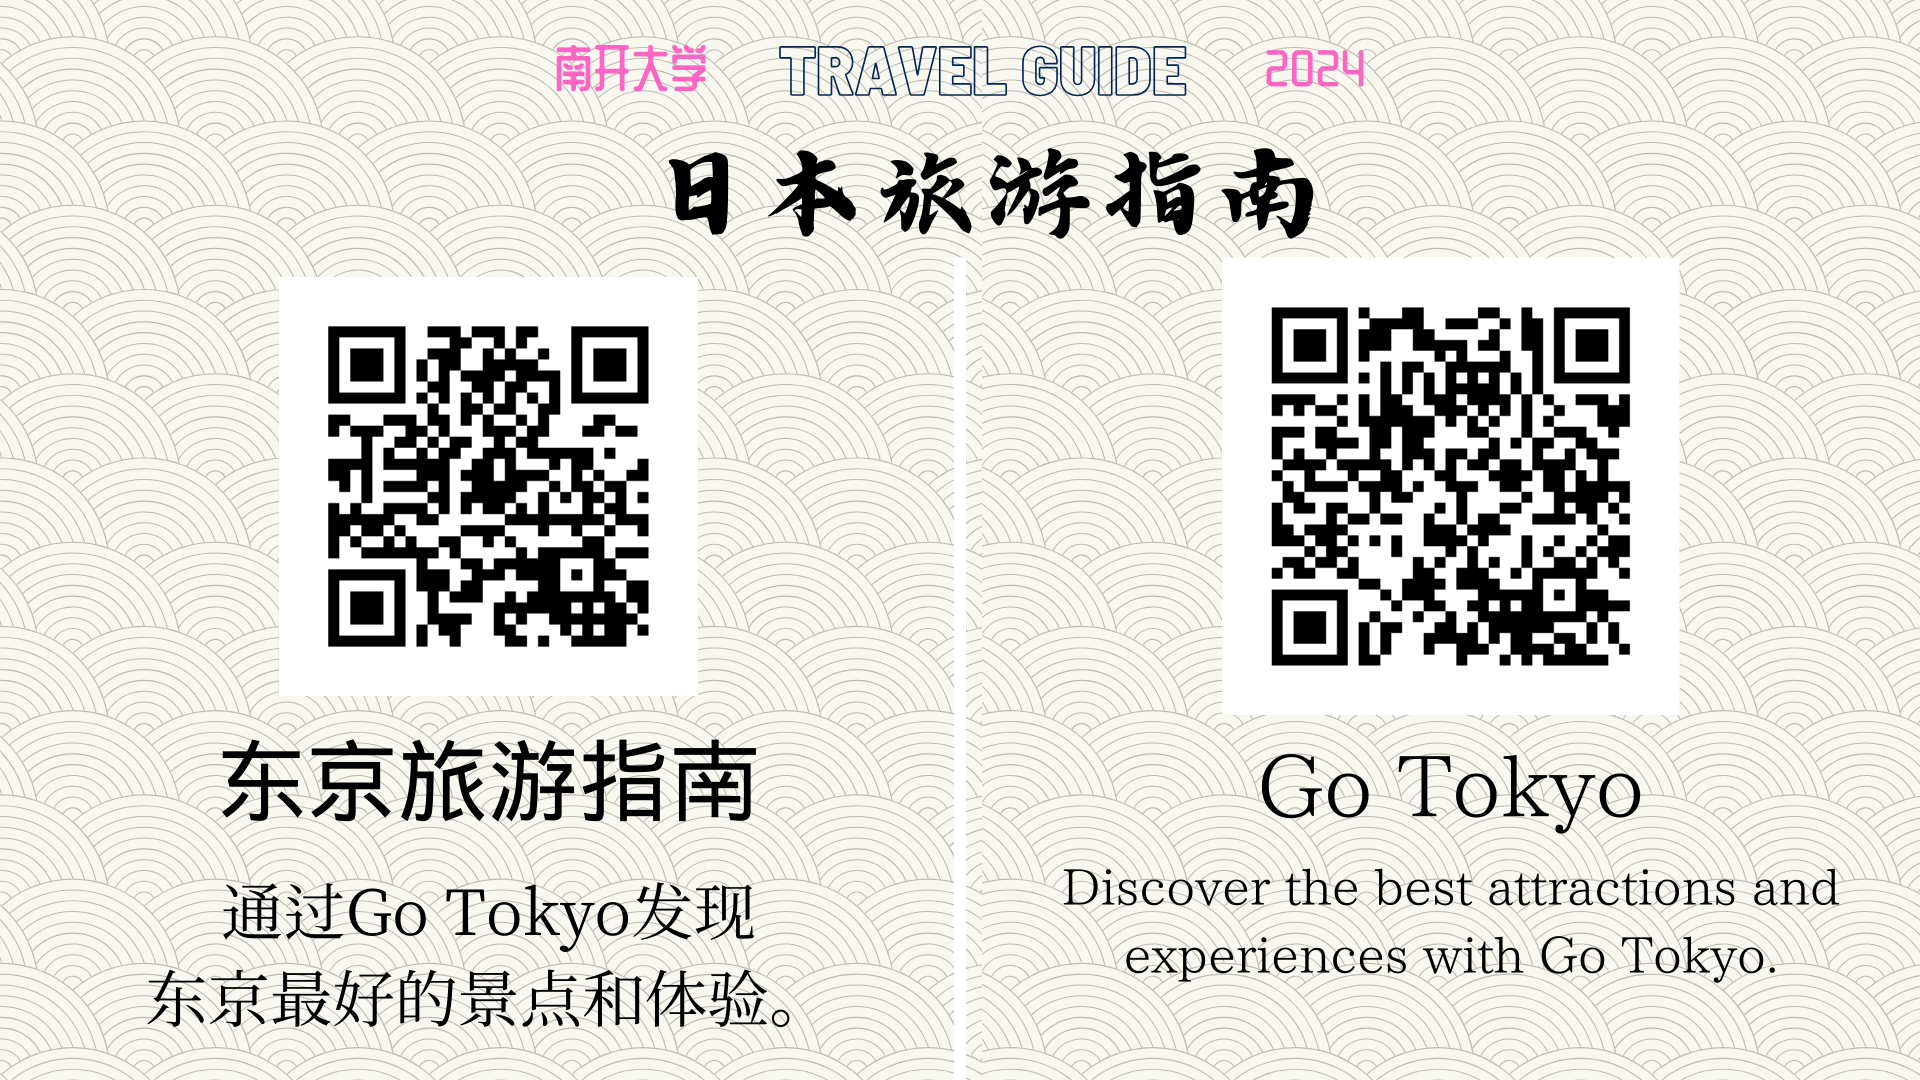 南开大学 TRAVEL GUIDE 2024
日本旅游指南
东京旅游指南
通过Go Tokyo发现
东京最好的景点和体验。
Go Tokyo
Discover the best attractions and
experiences with Go Tokyo.